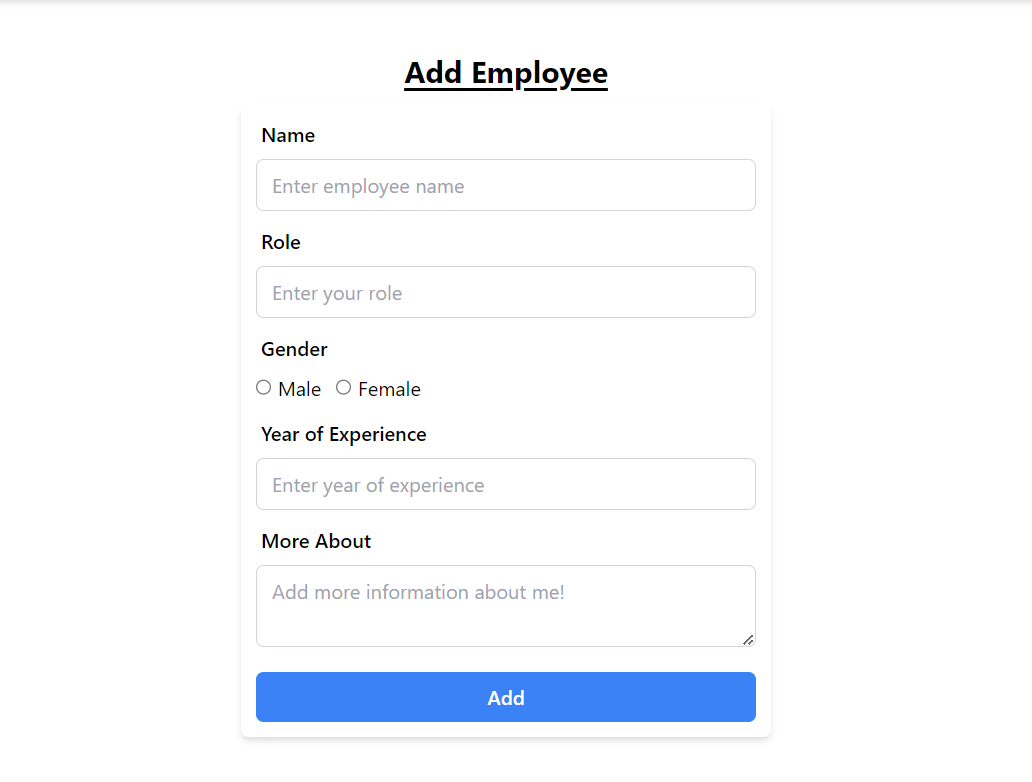 Add Employee
Name
Enter employee name
Role
Enter your role
Gender
Male Female
Year of Experience
Enter year of experience
More About
Add more information about me!
Add